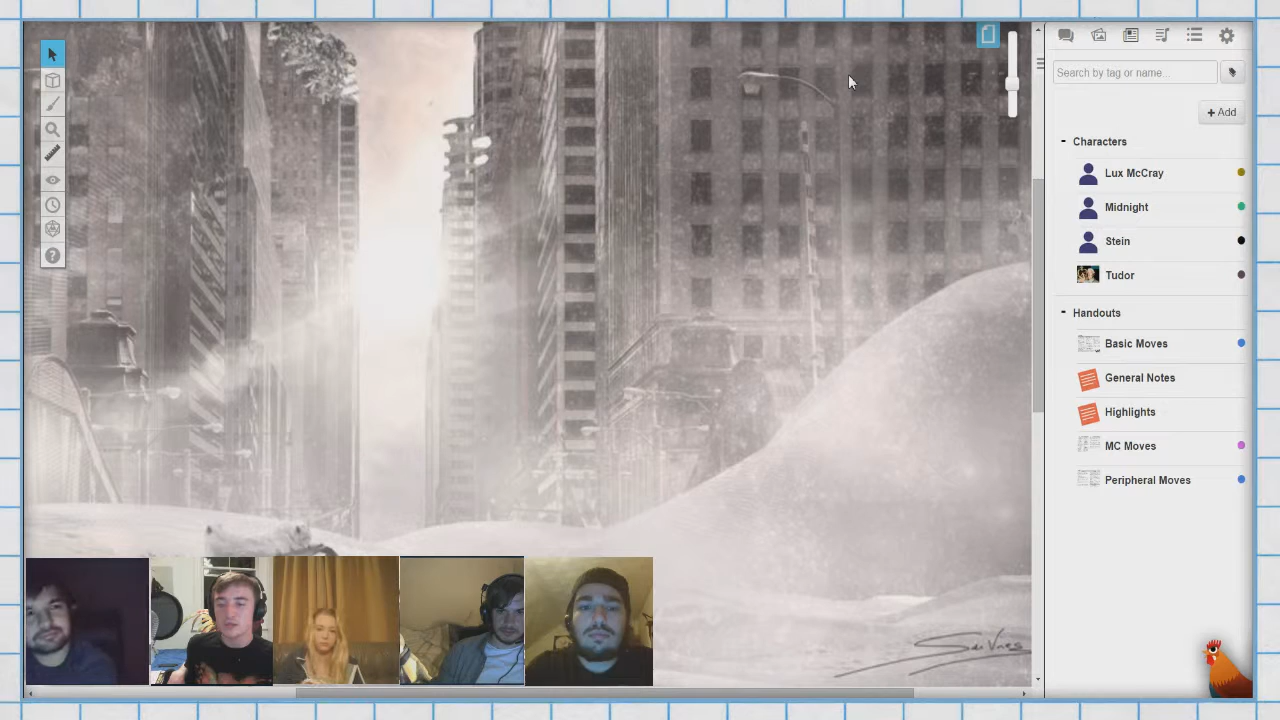 Search by tag or name...
+ Add
- Characters
Lux McCray
Midnight
Stein
Tudor
- Handouts
Basic Moves
General Notes
Highlights
MC Moves
Peripheral Moves